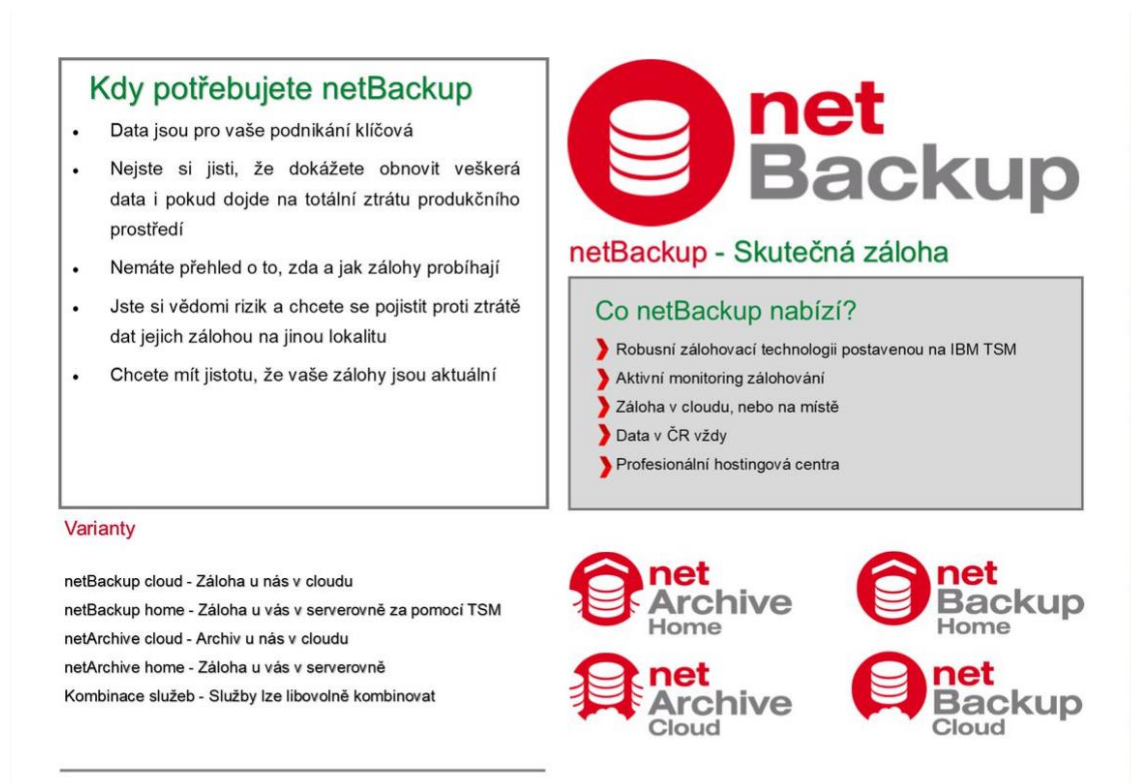 Kdy potřebujete netBackup
• Data jsou pro vaše podnikání klíčová
• Nejste si jisti, že dokážete obnovit veškerá
data i pokud dojde na totální ztrátu produkčního
prostředí
• Nemáte přehled o to, zda a jak zálohy probíhají
• Jste si vědomi rizik a chcete se pojistit proti ztrátě
dat jejich zálohou na jinou lokalitu
• Chcete mít jistotu, že vaše zálohy jsou aktuální
net
Backup
netBackup - Skutečná záloha
Co netBackup nabízí?
Robusní zálohovací technologii postavenou na IBM TSM
Aktivní monitoring zálohování
Záloha v cloudu, nebo na místě
Data v ČR vždy
Profesionální hostingová centra
Varianty
netBackup cloud - Záloha u nás v cloudu
netBackup home - Záloha u vás v serverovně za pomocí TSM
netArchive cloud - Archiv u nás v cloudu
netArchive home - Záloha u vás v serverovně
Kombinace služeb - Služby lze libovolně kombinovat
net
Archive
Home
net
Backup
Home
net
Archive
Cloud
net
Backup
Cloud